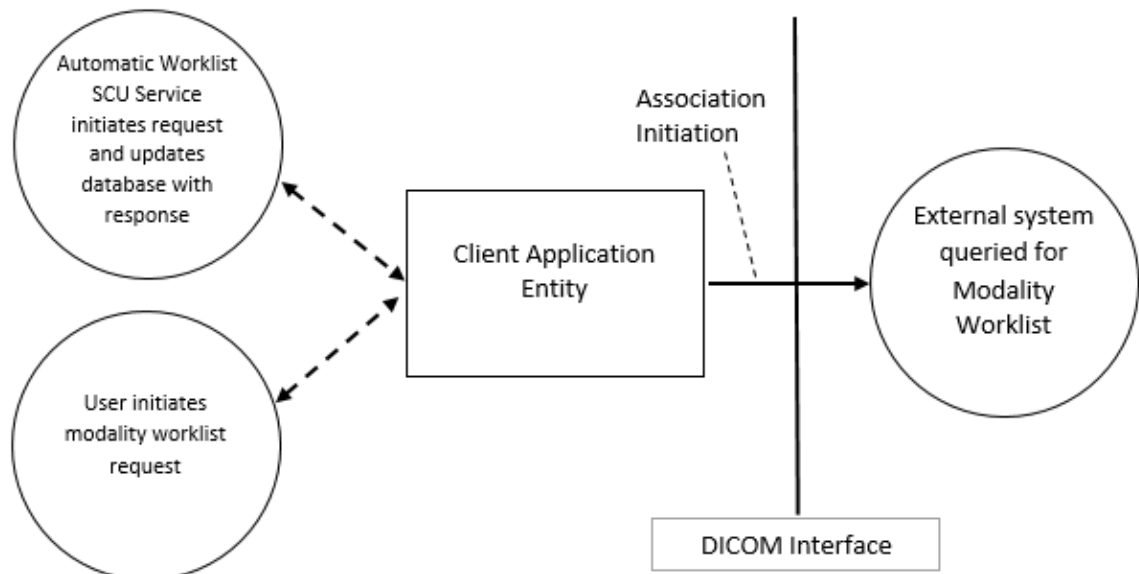 Automatic Worklist
SCU Service
initiates request
and updates
database with
response
User initiates
modality worklist
request
Client Application
Entity
Association
Initiation
External system
queried for
Modality
Worklist
DICOM Interface